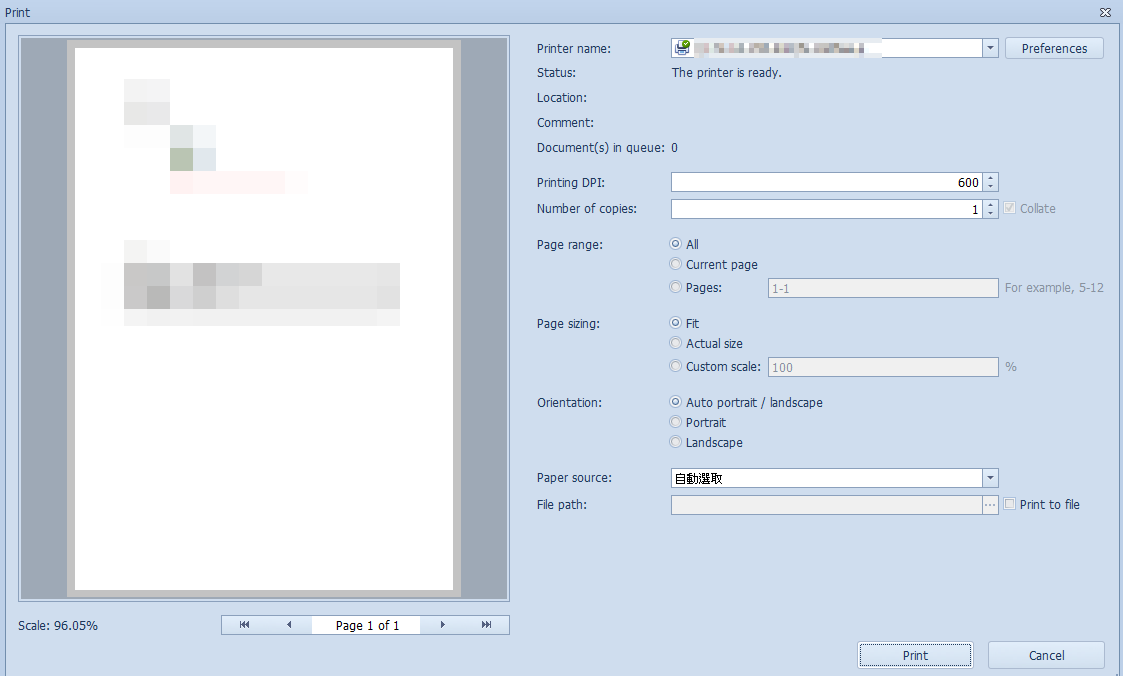 Print
Printer name:
Preferences
Status: The printer is ready.
Location:
Comment:
Document(s) in queue: 0
Printing DPI: 600
Number of copies: 1 Collate
Page range: All
Current page
Pages: 1-1 For example, 5-12
Page sizing: Fit
Actual size
Custom scale: 100 %
Orientation: Auto portrait / landscape
Portrait
Landscape
Paper source: 自動選取
File path: ... Print to file
Scale: 96.05% Page 1 of 1
Print Cancel